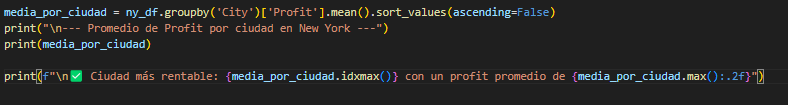 media_por_ciudad = ny_df.groupby('City')['Profit'].mean().sort_values(ascending=False)
print("\n--- Promedio de Profit por ciudad en New York ---")
print(media_por_ciudad)
print(f"\n✅ Ciudad más rentable: {media_por_ciudad.idxmax()} con un profit promedio de {media_por_ciudad.max():.2f}")